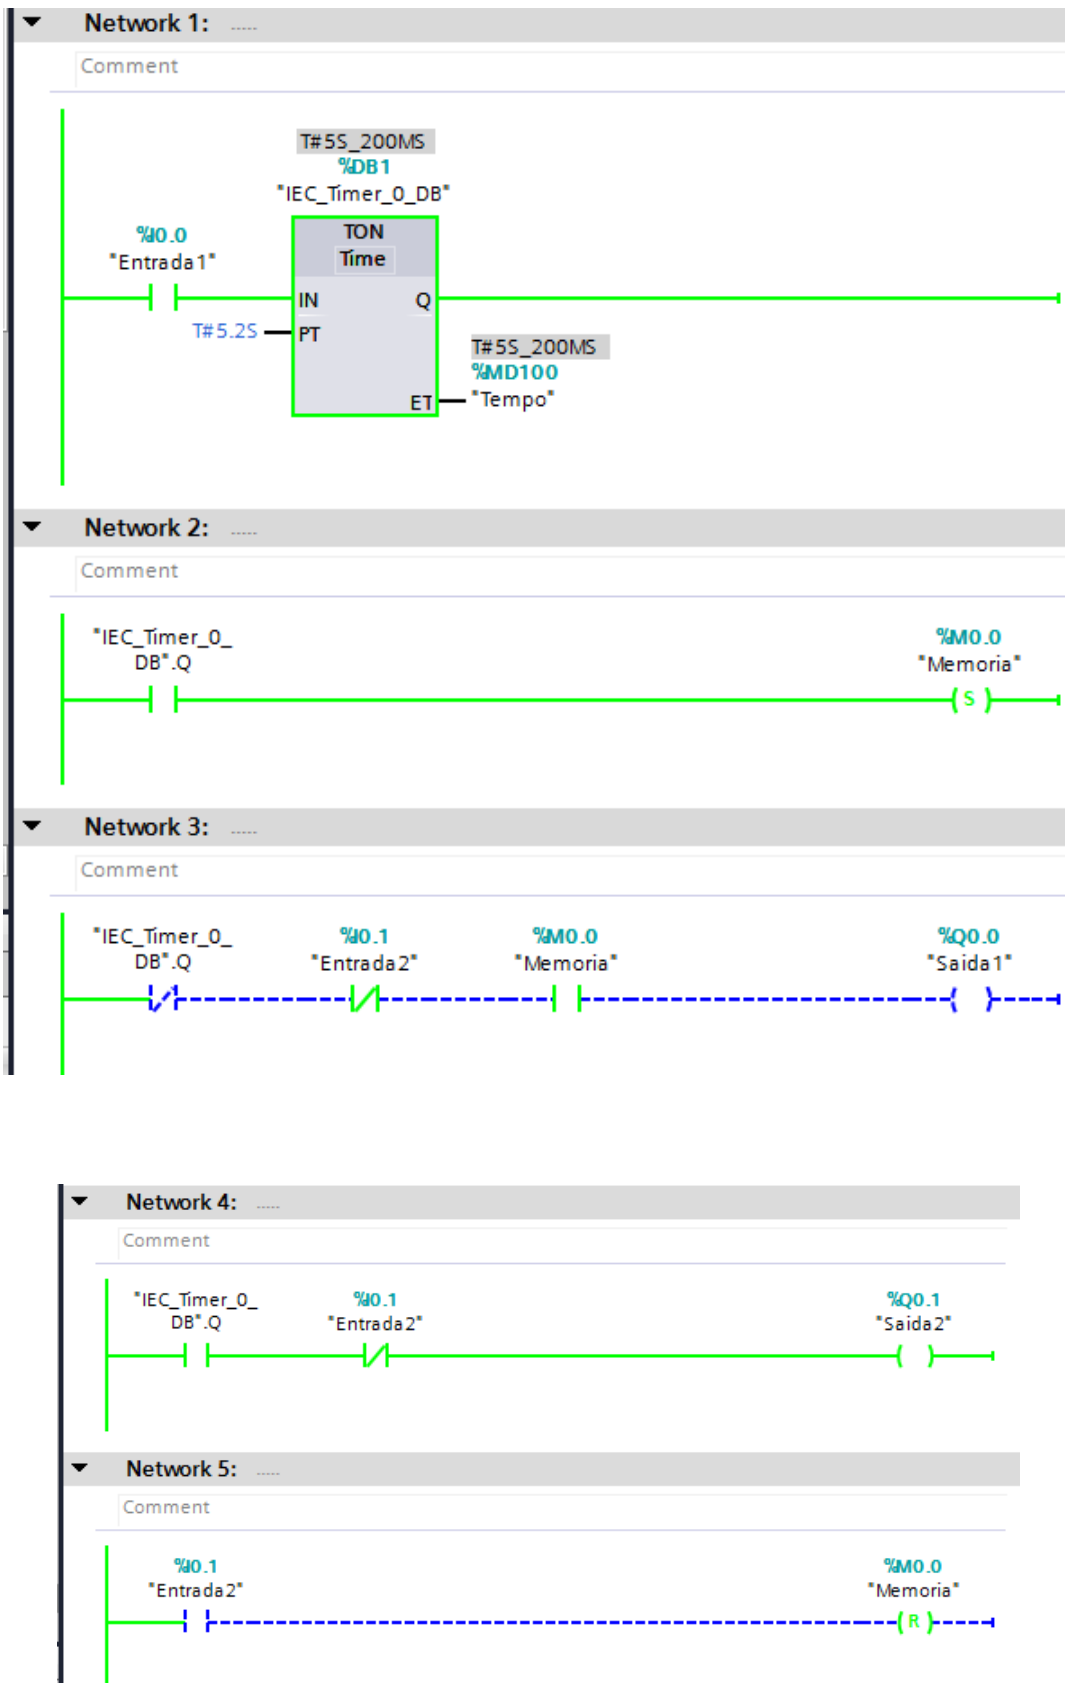 Network 1: .....
Comment
T#5S_200MS
%DB1
"IEC_Timer_0_DB"
%I0.0
"Entrada1"
TON
Time
IN Q
T#5.2S PT
T#5S_200MS
%MD100
ET "Tempo"
Network 2: .....
Comment
"IEC_Timer_0_
DB".Q
%M0.0
"Memoria"
S
Network 3: .....
Comment
"IEC_Timer_0_
DB".Q
%I0.1
"Entrada2"
%M0.0
"Memoria"
%Q0.0
"Saida1"
Network 4: .....
Comment
"IEC_Timer_0_
DB".Q
%I0.1
"Entrada2"
%Q0.1
"Saida2"
Network 5: .....
Comment
%I0.1
"Entrada2"
%M0.0
"Memoria"
R